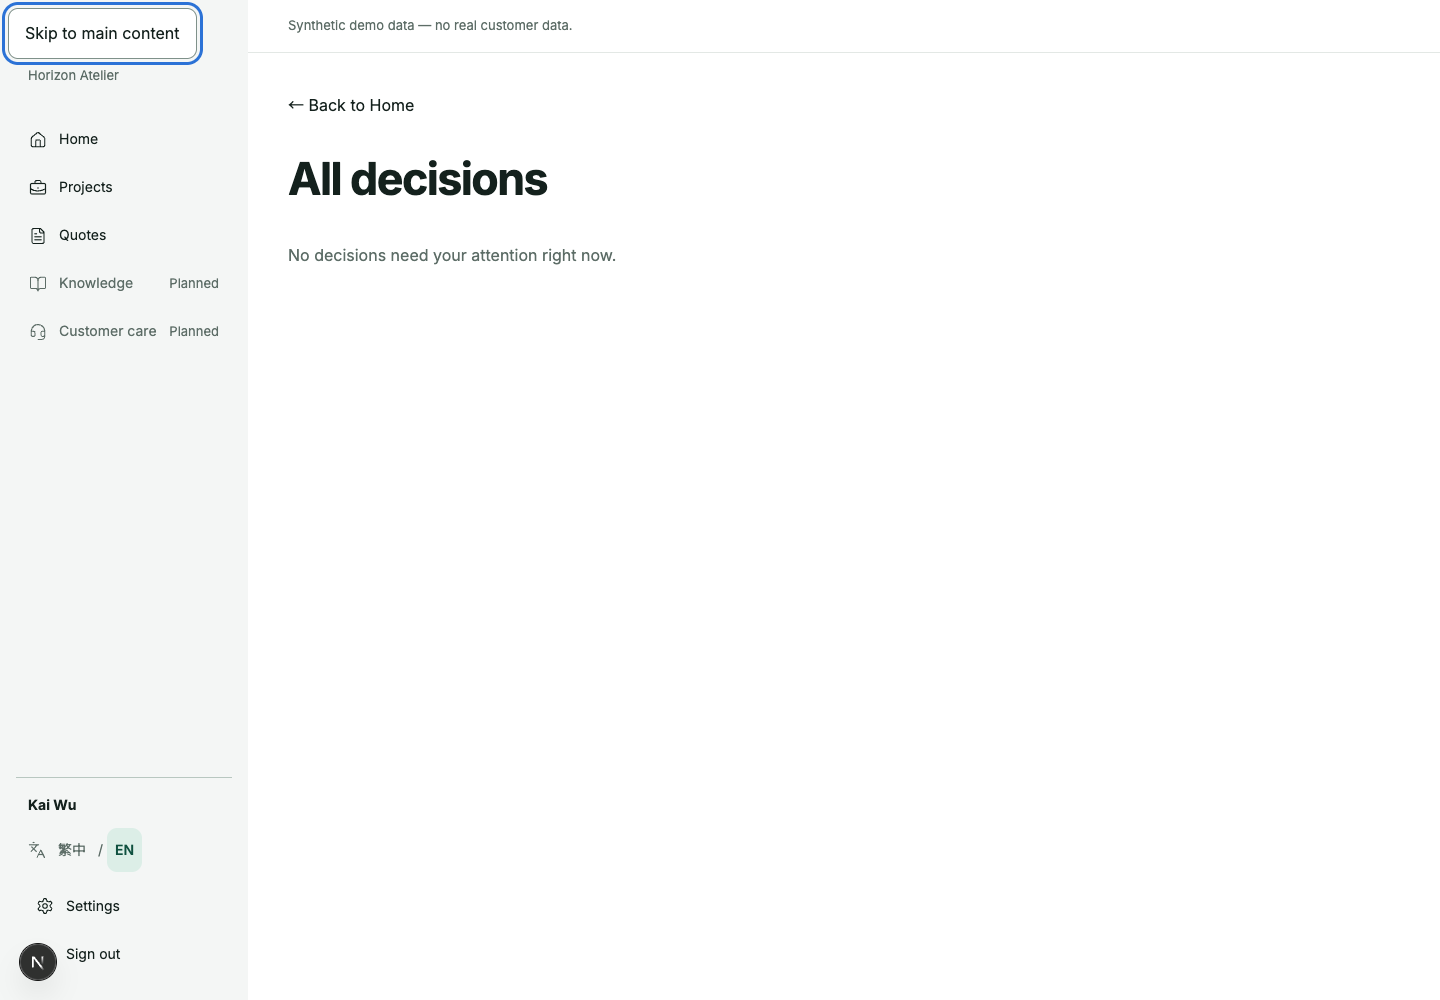 Skip to main content
Horizon Atelier
Home
Projects
Quotes
Knowledge Planned
Customer care Planned
Kai Wu
繁中 / EN
Settings
N Sign out
Synthetic demo data — no real customer data.
← Back to Home
All decisions
No decisions need your attention right now.